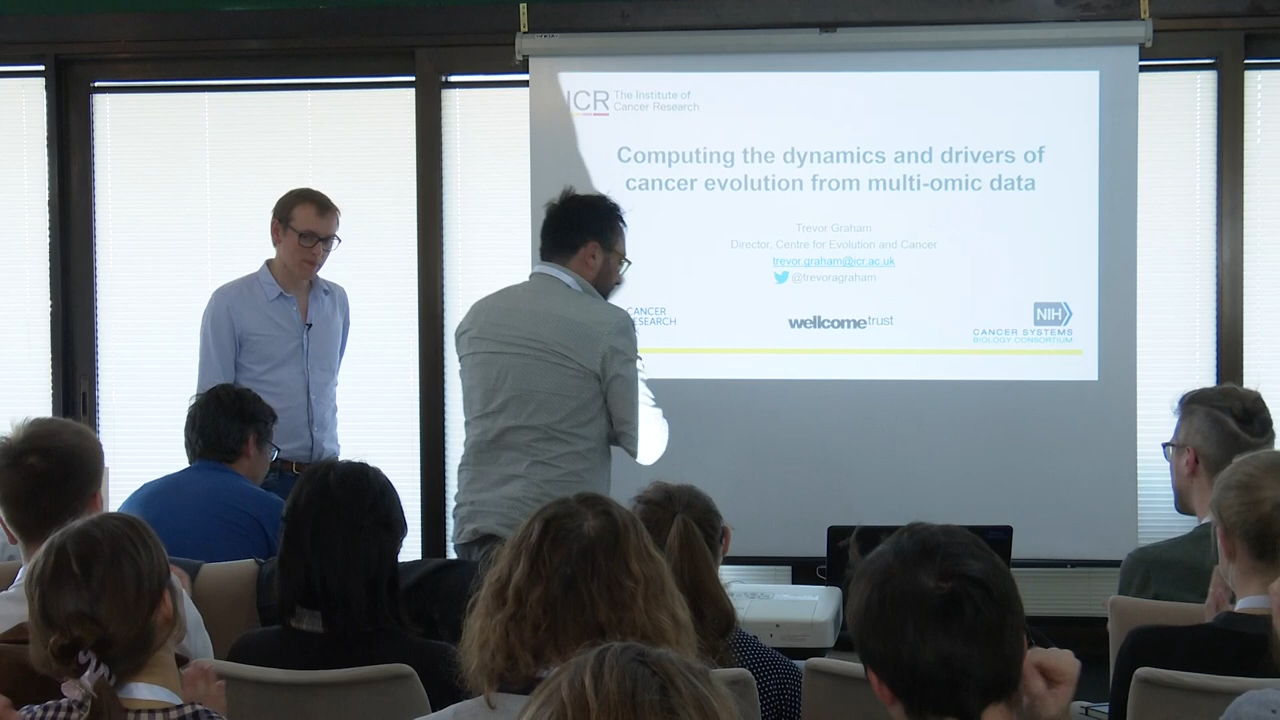 ICR The Institute of
Cancer Research
Computing the dynamics and drivers of
cancer evolution from multi-omic data
Trevor Graham
Director, Centre for Evolution and Cancer
trevor.graham@icr.ac.uk
@trevoragraham
CANCER
RESEARCH
wellcometrust
NIH
CANCER SYSTEMS
BIOLOGY CONSORTIUM